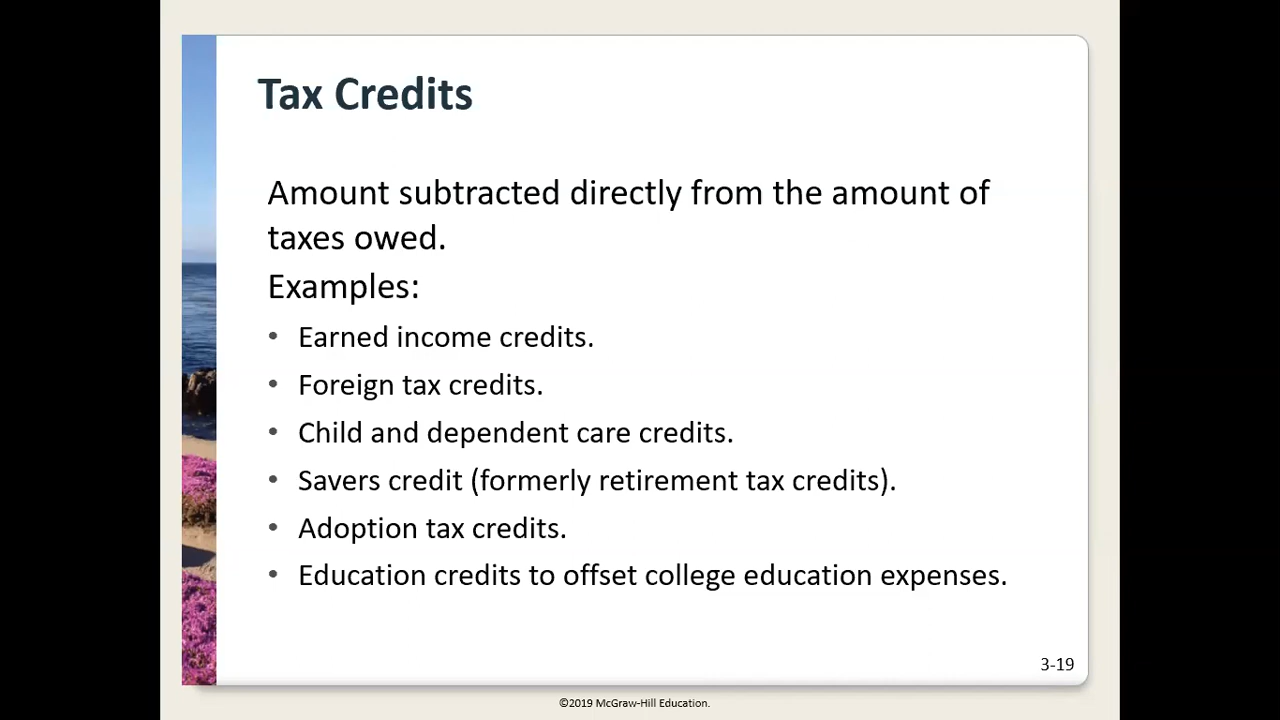 Tax Credits
Amount subtracted directly from the amount of
taxes owed.
Examples:
• Earned income credits.
• Foreign tax credits.
• Child and dependent care credits.
• Savers credit (formerly retirement tax credits).
• Adoption tax credits.
• Education credits to offset college education expenses.
3-19
©2019 McGraw-Hill Education.